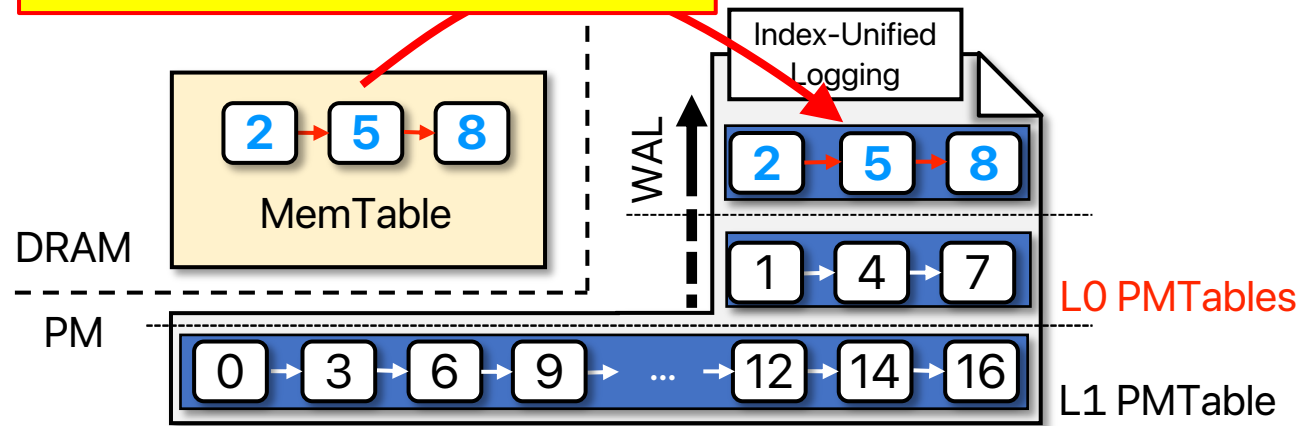 Index-Unified
Logging
2 5 8
MemTable
WAL
2 5 8
DRAM
1 4 7
L0 PMTables
PM
0 3 6 9 ... 12 14 16
L1 PMTable